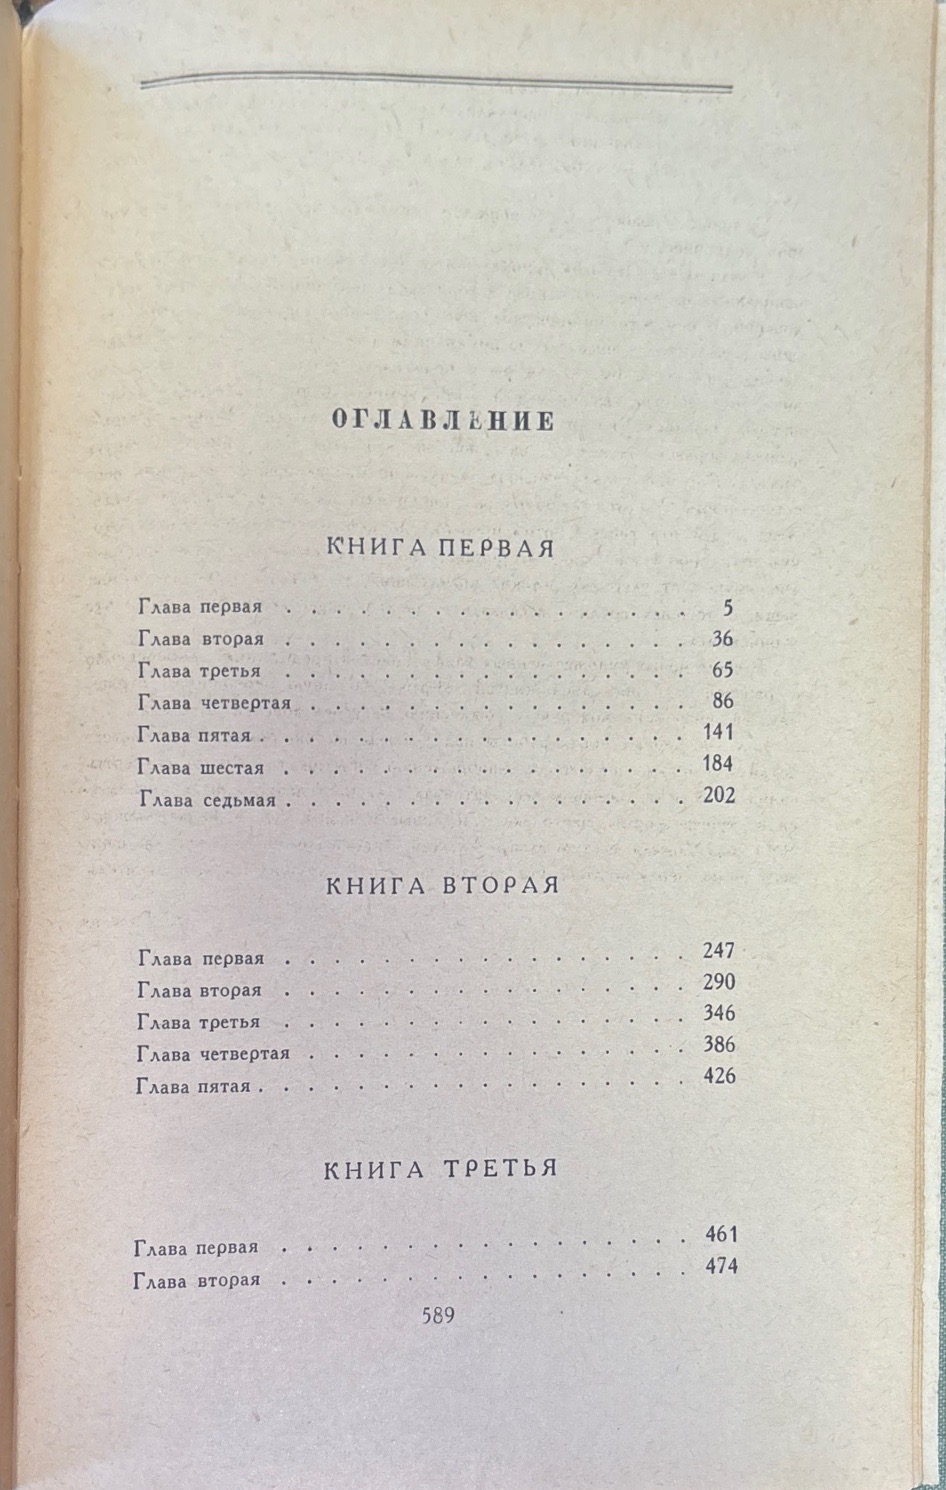 ОГЛАВЛЕНИЕ
КНИГА ПЕРВАЯ
Глава первая . . . . . . . . . . . . . . . . . 5
Глава вторая . . . . . . . . . . . . . . . . . 36
Глава третья . . . . . . . . . . . . . . . . . 65
Глава четвертая . . . . . . . . . . . . . . . . 86
Глава пятая . . . . . . . . . . . . . . . . . . 141
Глава шестая . . . . . . . . . . . . . . . . . 184
Глава седьмая . . . . . . . . . . . . . . . . . 202
КНИГА ВТОРАЯ
Глава первая . . . . . . . . . . . . . . . . . 247
Глава вторая . . . . . . . . . . . . . . . . . 290
Глава третья . . . . . . . . . . . . . . . . . 346
Глава четвертая . . . . . . . . . . . . . . . . 386
Глава пятая . . . . . . . . . . . . . . . . . . 426
КНИГА ТРЕТЬЯ
Глава первая . . . . . . . . . . . . . . . . . 461
Глава вторая . . . . . . . . . . . . . . . . . 474
589